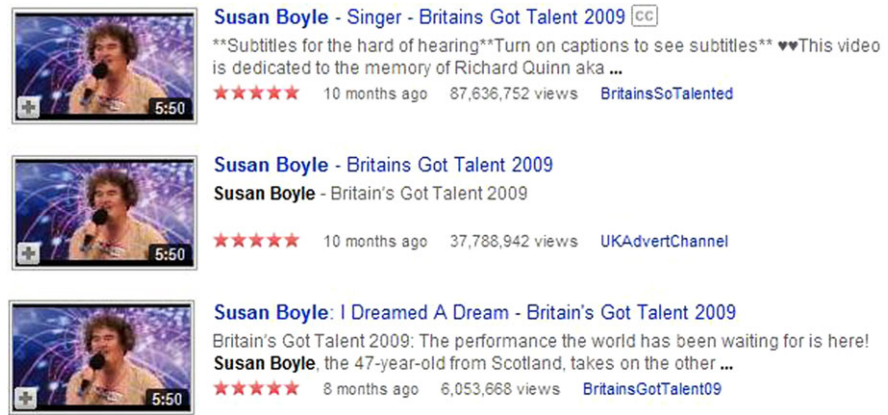 Susan Boyle - Singer - Britains Got Talent 2009 CC
**Subtitles for the hard of hearing**Turn on captions to see subtitles** ♥♥This video
is dedicated to the memory of Richard Quinn aka ...
5:50
10 months ago 87,636,752 views BritainsSoTalented
Susan Boyle - Britains Got Talent 2009
Susan Boyle - Britain's Got Talent 2009
5:50
10 months ago 37,788,942 views UKAdvertChannel
Susan Boyle: I Dreamed A Dream - Britain's Got Talent 2009
Britain's Got Talent 2009: The performance the world has been waiting for is here!
Susan Boyle, the 47-year-old from Scotland, takes on the other ...
5:50
8 months ago 6,053,668 views BritainsGotTalent09